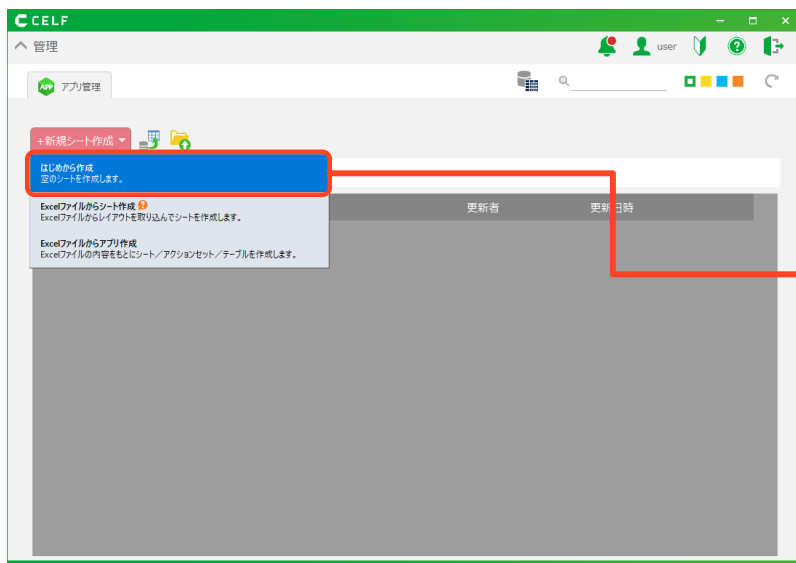 CELF
管理
user
APP アプリ管理
+新規シート作成
はじめから作成
空のシートを作成します。
Excelファイルからシート作成
Excelファイルからレイアウトを取り込んでシートを作成します。
更新者 更新日時
Excelファイルからアプリ作成
Excelファイルの内容をもとにシート／アクションセット／テーブルを作成します。